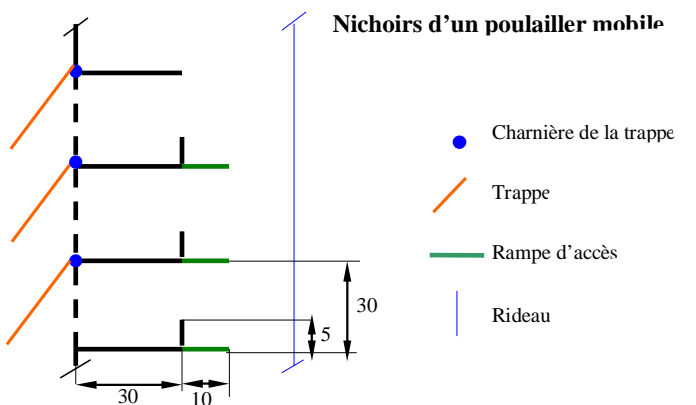 Nichoirs d'un poulailler mobile
Charnière de la trappe
Trappe
Rampe d'accès
30
Rideau
5
30
10